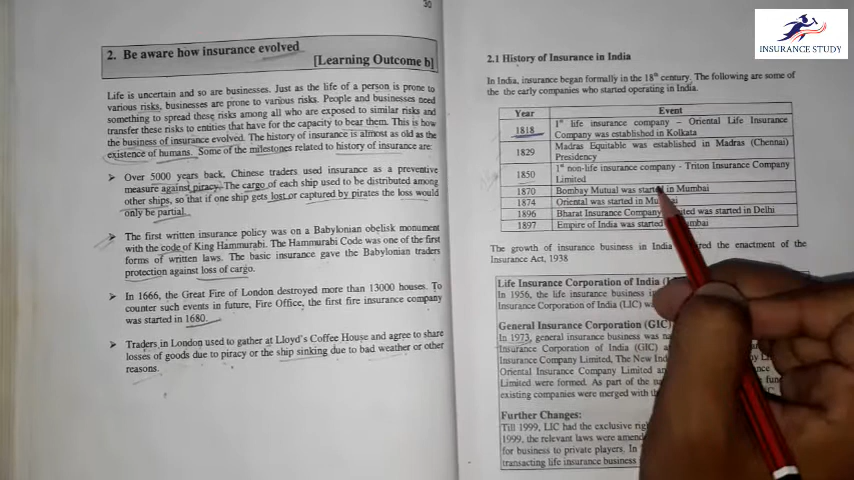 30
2. Be aware how insurance evolved
[Learning Outcome b]
Life is uncertain and so are businesses. Just as the life of a person is prone to
various risks, businesses are prone to various risks. People and businesses need
something to spread these risks among all who are exposed to similar risks and
transfer these risks to entities that have for the capacity to bear them. This is how
the business of insurance evolved. The history of insurance is almost as old as the
existence of humans. Some of the milestones related to history of insurance are:
Over 5000 years back, Chinese traders used insurance as a preventive
measure against piracy. The cargo of each ship used to be distributed among
other ships, so that if one ship gets lost or captured by pirates the loss would
only be partial.
The first written insurance policy was on a Babylonian obelisk monument
with the code of King Hammurabi. The Hammurabi Code was one of the first
forms of written laws. The basic insurance gave the Babylonian traders
protection against loss of cargo.
In 1666, the Great Fire of London destroyed more than 13000 houses. To
counter such events in future, Fire Office, the first fire insurance company
was started in 1680.
Traders in London used to gather at Lloyd's Coffee House and agree to share
losses of goods due to piracy or the ship sinking due to bad weather or other
reasons.
INSURANCE STUDY
2.1 History of Insurance in India
In India, insurance began formally in the 18th century. The following are some of
the the early companies who started operating in India.
Year Event
1818 1st life insurance company - Oriental Life Insurance
Company was established in Kolkata
1829 Madras Equitable was established in Madras (Chennai)
Presidency
1850 1st non-life insurance company - Triton Insurance Company
Limited
1870 Bombay Mutual was started in Mumbai
1874 Oriental was started in
1896 Bharat Insurance Company was started in Delhi
1897 Empire of India was started
The growth of insurance business in India the enactment of the
Insurance Act, 1938
Life Insurance Corporation of India
In 1956, the life insurance business
Insurance Corporation of India (LIC)
General Insurance Corporation (GIC)
In 1973, general insurance business was
Insurance Corporation of India (GIC)
Insurance Company Limited, The New
Oriental Insurance Company Limited
Limited were formed. As part of the
existing companies were merged with
Further Changes:
Till 1999, LIC had the exclusive
1999, the relevant laws were
for business to private players. In
transacting life insurance business